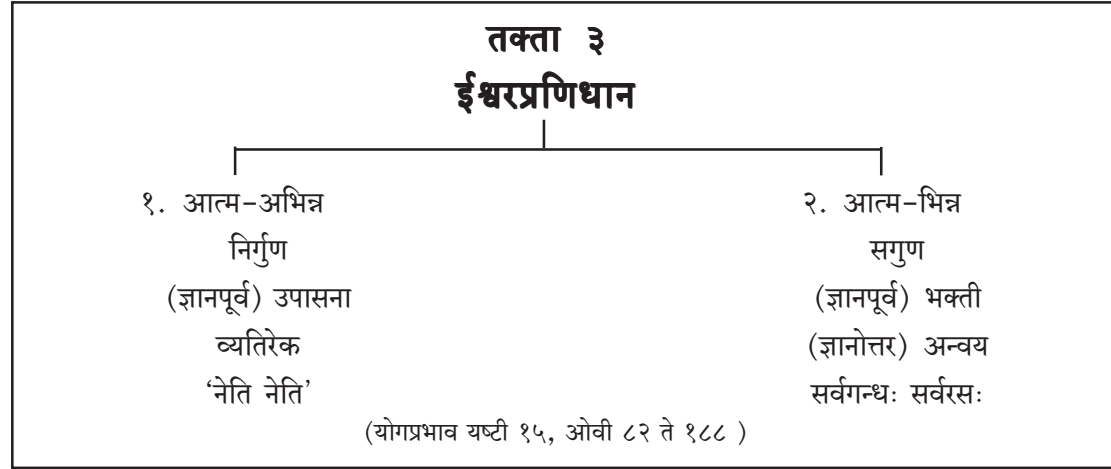 तक्ता ३
ईश्वरप्रणिधान
१. आत्म-अभिन्न
निर्गुण
(ज्ञानपूर्व) उपासना
व्यतिरेक
‘नेति नेति’
२. आत्म-भिन्न
सगुण
(ज्ञानपूर्व) भक्ती
(ज्ञानोत्तर) अन्वय
सर्वगन्धः सर्वरसः
(योगप्रभाव यष्टी १५, ओवी ८२ ते १८८ )